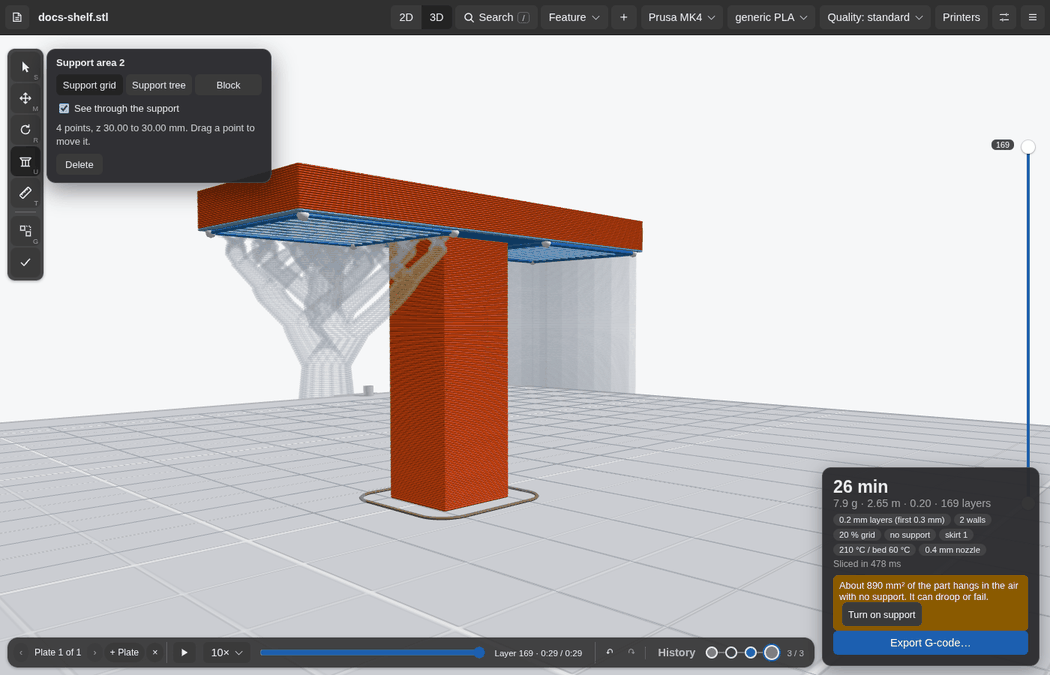 docs-shelf.stl
2D
3D
Search /
Feature
+
Prusa MK4
generic PLA
Quality: standard
Printers
S
M
R
U
T
G
Support area 2
Support grid
Support tree
Block
See through the support
4 points, z 30.00 to 30.00 mm. Drag a point to
move it.
Delete
169
26 min
7.9 g · 2.65 m · 0.20 · 169 layers
0.2 mm layers (first 0.3 mm)
2 walls
20 % grid
no support
skirt 1
210 °C / bed 60 °C
0.4 mm nozzle
Sliced in 478 ms
About 890 mm² of the part hangs in the air
with no support. It can droop or fail.
Turn on support
Export G-code…
‹ Plate 1 of 1 ›
+ Plate
×
10×
Layer 169 · 0:29 / 0:29
History
3 / 3